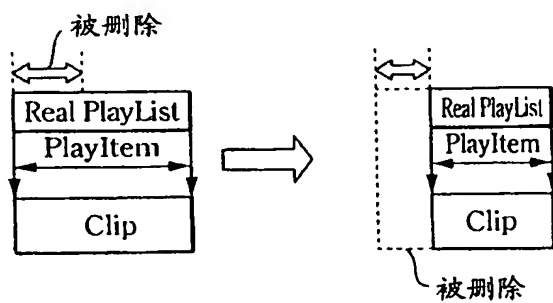 被删除
Real PlayList
PlayItem
Clip
Real PlayList
PlayItem
Clip
被删除